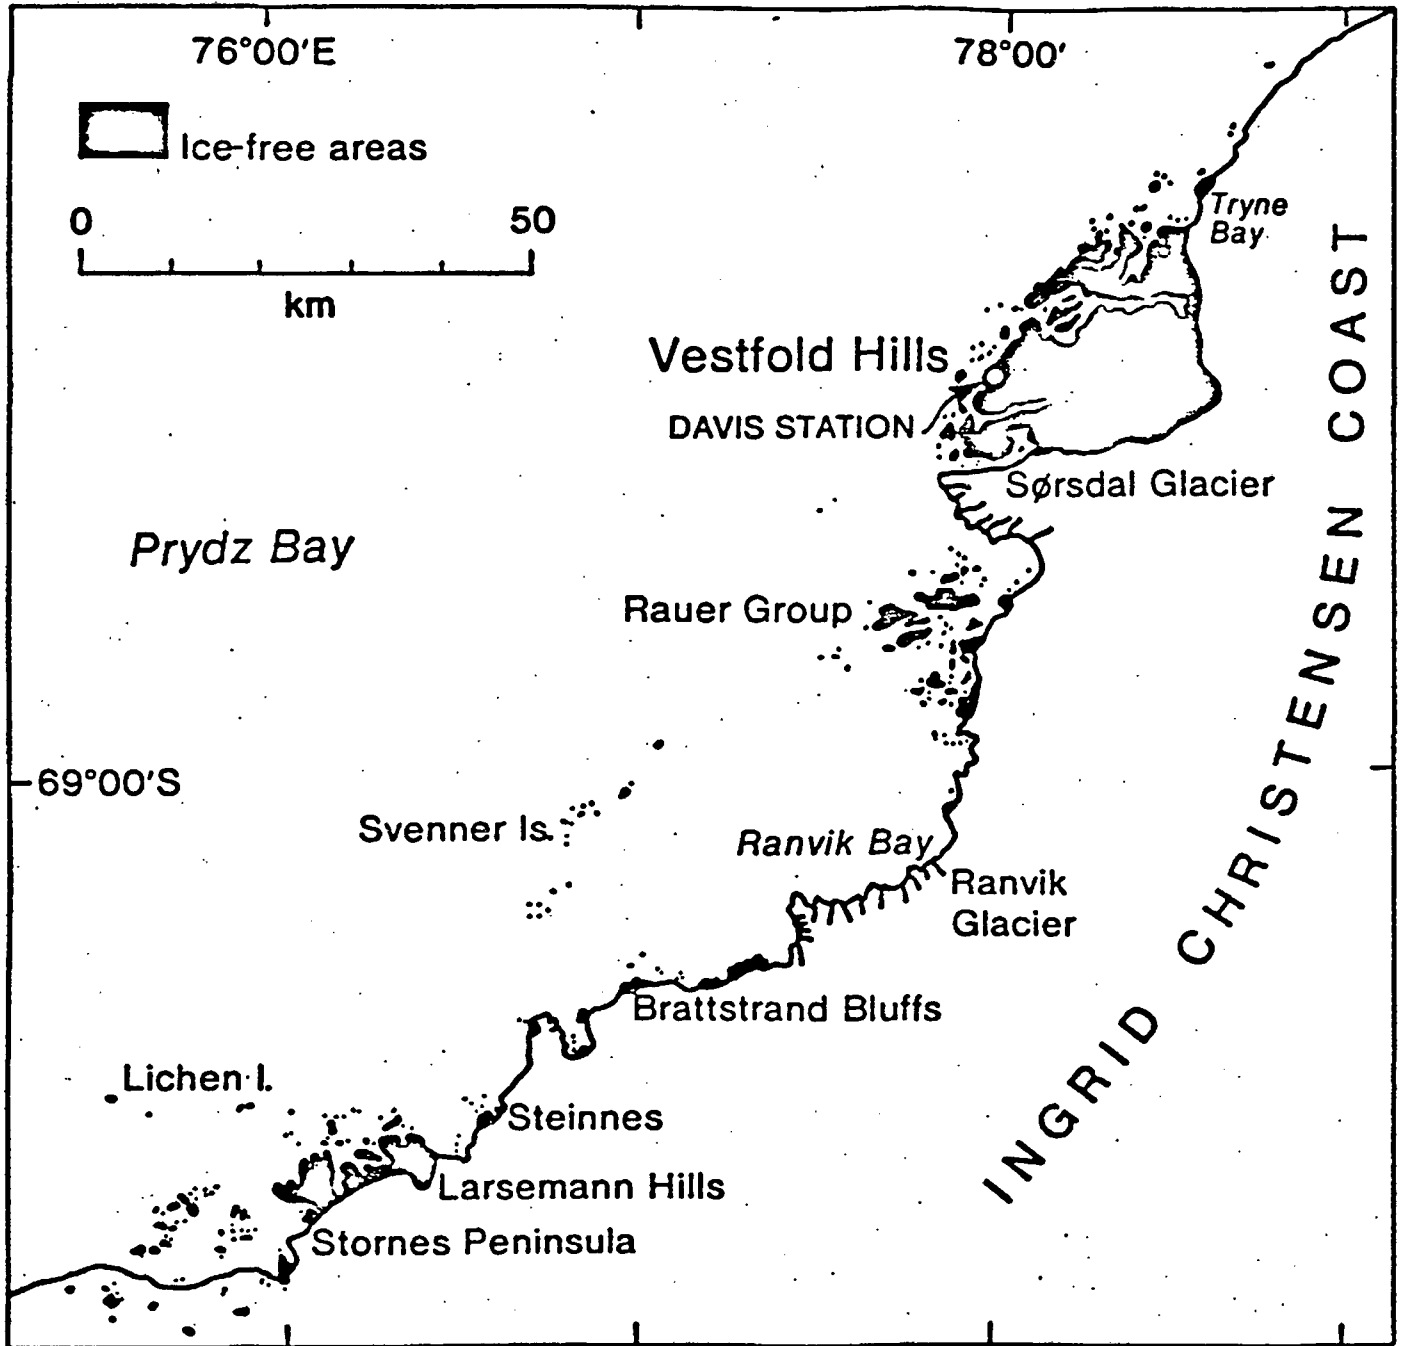 76°00'E
78°00'
Ice-free areas
0 50
km
Tryne
Bay
Vestfold Hills
DAVIS STATION
Sørsdal Glacier
Prydz Bay
Rauer Group
69°00'S
Svenner Is.
Ranvik Bay
Ranvik
Glacier
Brattstrand Bluffs
Lichen I.
Steinnes
Larsemann Hills
Stornes Peninsula
INGRID CHRISTENSEN COAST